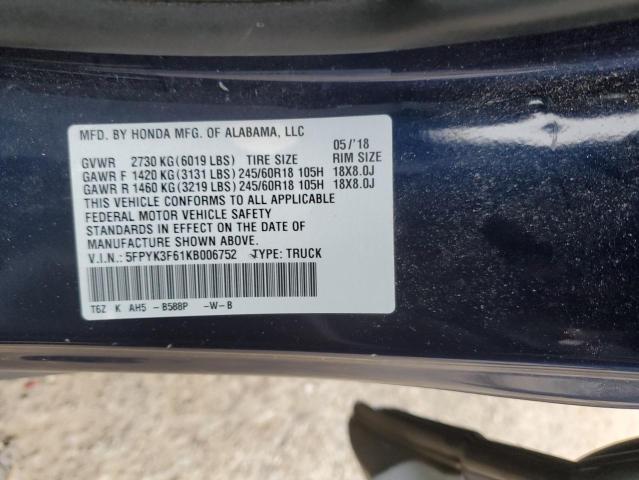 MFD. BY HONDA MFG. OF ALABAMA, LLC
05/'18
GVWR 2730 KG(6019 LBS) TIRE SIZE RIM SIZE
GAWR F 1420 KG(3131 LBS)245/60R18 105H 18X8.0J
GAWR R 1460 KG(3219 LBS)245/60R18 105H 18X8.0J
THIS VEHICLE CONFORMS TO ALL APPLICABLE
FEDERAL MOTOR VEHICLE SAFETY
STANDARDS IN EFFECT ON THE DATE OF
MANUFACTURE SHOWN ABOVE.
V.I.N.: 5FPYK3F61KB006752 TYPE: TRUCK
T6Z K AH5 -B588P -W-B